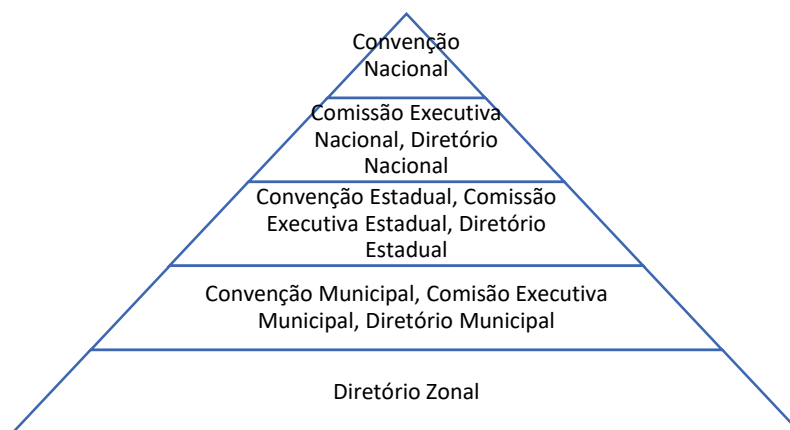 Convenção
Nacional
Comissão Executiva
Nacional, Diretório
Nacional
Convenção Estadual, Comissão
Executiva Estadual, Diretório
Estadual
Convenção Municipal, Comisão Executiva
Municipal, Diretório Municipal
Diretório Zonal